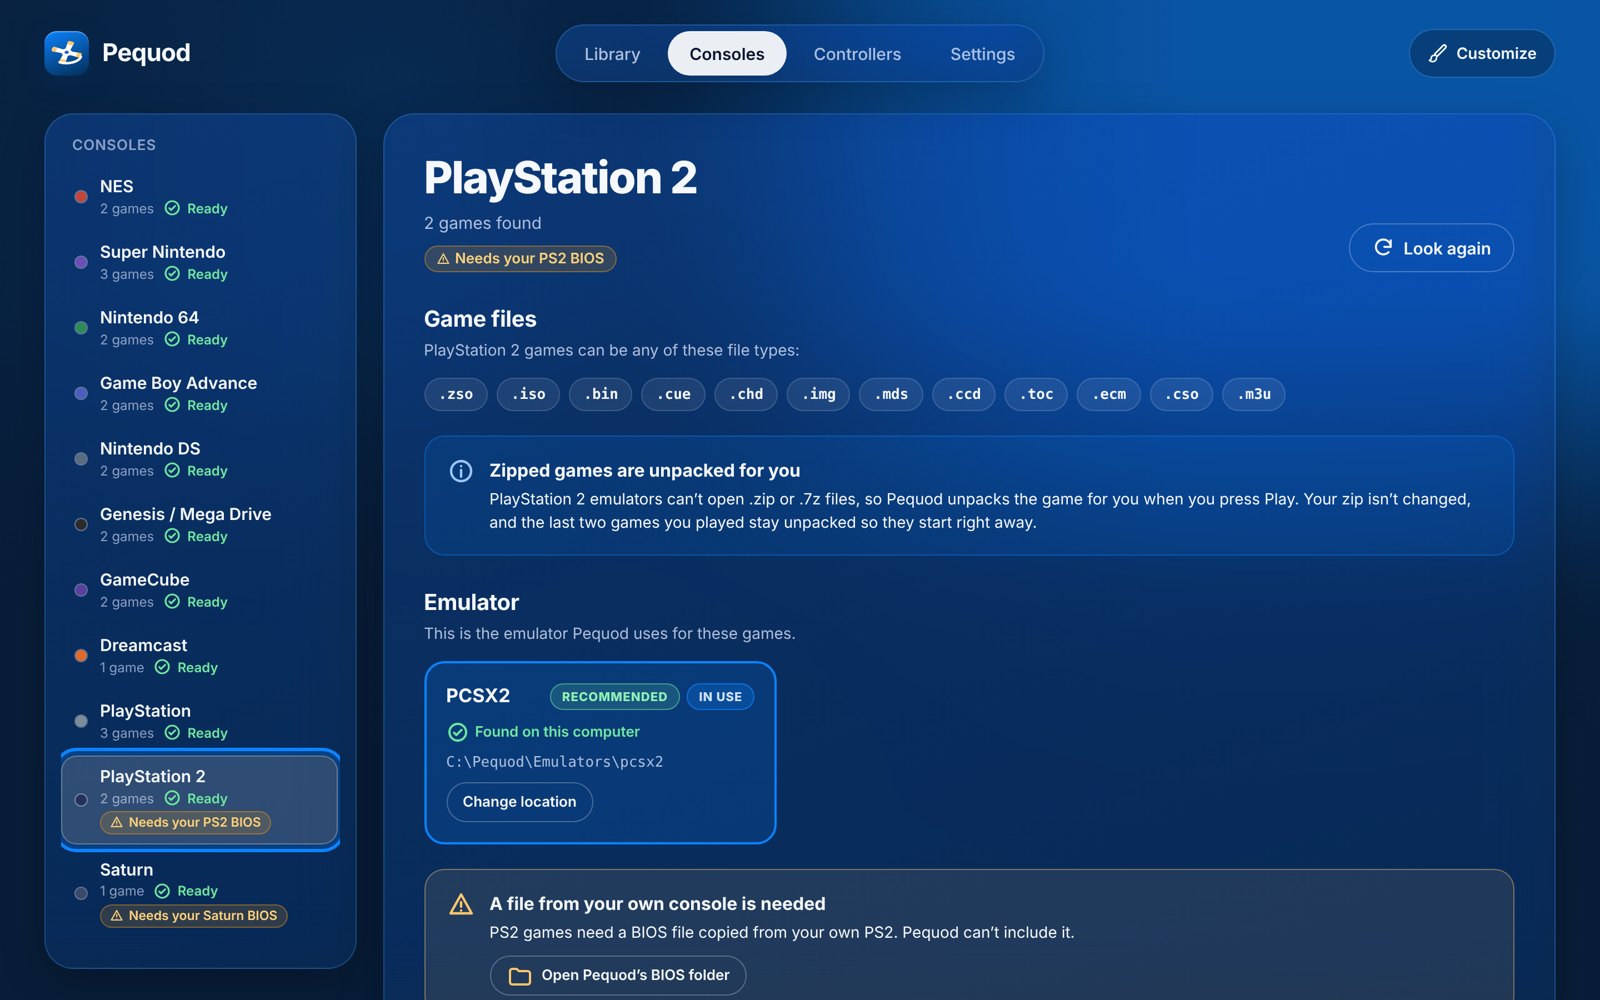 Pequod
Library
Consoles
Controllers
Settings
Customize
CONSOLES
NES
2 games Ready
Super Nintendo
3 games Ready
Nintendo 64
2 games Ready
Game Boy Advance
2 games Ready
Nintendo DS
2 games Ready
Genesis / Mega Drive
2 games Ready
GameCube
2 games Ready
Dreamcast
1 game Ready
PlayStation
3 games Ready
PlayStation 2
2 games Ready
Needs your PS2 BIOS
Saturn
1 game Ready
Needs your Saturn BIOS
PlayStation 2
2 games found
Needs your PS2 BIOS
Look again
Game files
PlayStation 2 games can be any of these file types:
.zso .iso .bin .cue .chd .img .mds .ccd .toc .ecm .cso .m3u
Zipped games are unpacked for you
PlayStation 2 emulators can’t open .zip or .7z files, so Pequod unpacks the game for you when you press Play. Your zip isn’t changed,
and the last two games you played stay unpacked so they start right away.
Emulator
This is the emulator Pequod uses for these games.
PCSX2 RECOMMENDED IN USE
Found on this computer
C:\Pequod\Emulators\pcsx2
Change location
A file from your own console is needed
PS2 games need a BIOS file copied from your own PS2. Pequod can’t include it.
Open Pequod’s BIOS folder